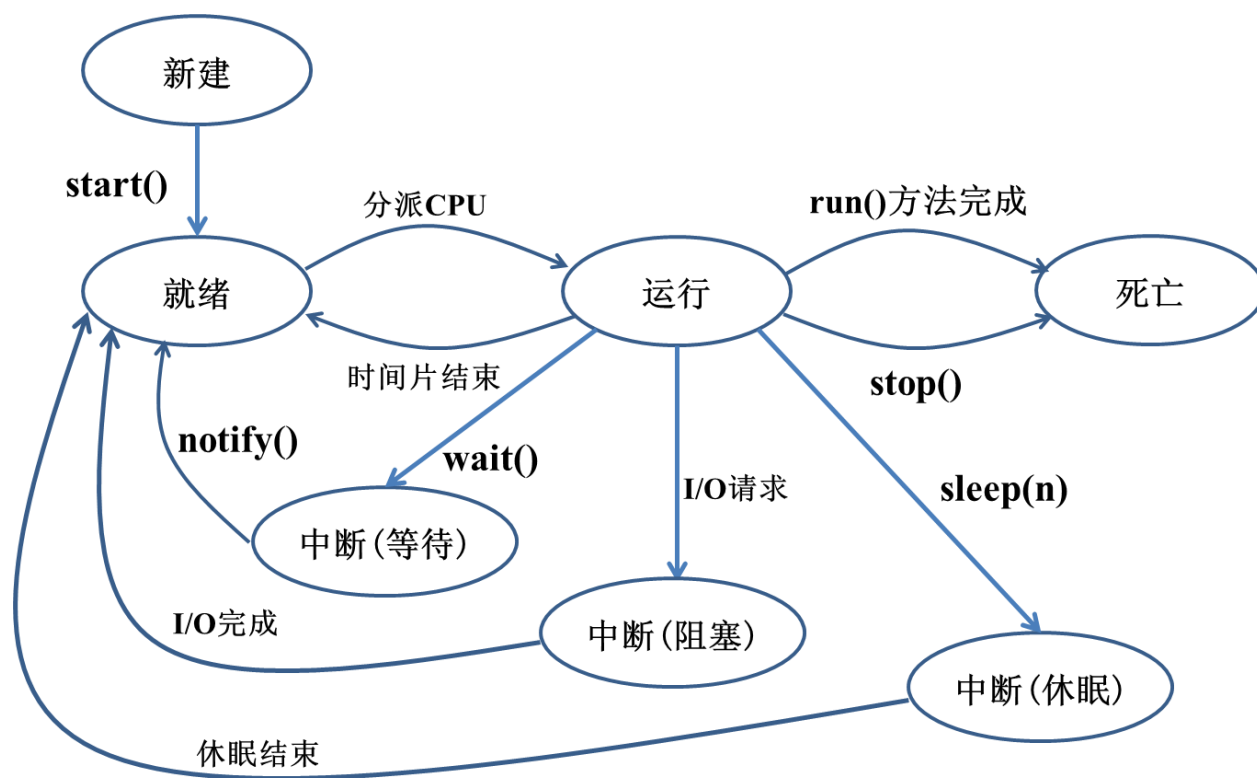 新建
start()
分派CPU
run()方法完成
就绪
运行
死亡
时间片结束
stop()
notify()
wait()
I/O请求
sleep(n)
中断(等待)
I/O完成
中断(阻塞)
中断(休眠)
休眠结束